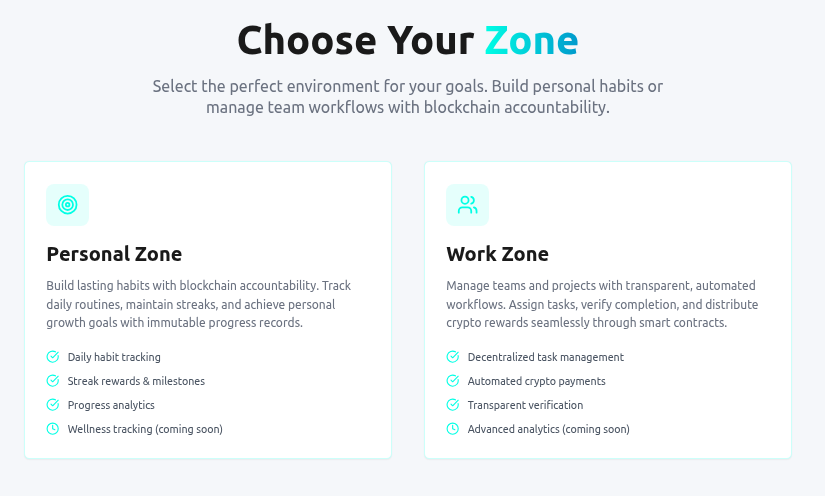 Choose Your Zone
Select the perfect environment for your goals. Build personal habits or
manage team workflows with blockchain accountability.
Personal Zone
Build lasting habits with blockchain accountability. Track
daily routines, maintain streaks, and achieve personal
growth goals with immutable progress records.
Daily habit tracking
Streak rewards & milestones
Progress analytics
Wellness tracking (coming soon)
Work Zone
Manage teams and projects with transparent, automated
workflows. Assign tasks, verify completion, and distribute
crypto rewards seamlessly through smart contracts.
Decentralized task management
Automated crypto payments
Transparent verification
Advanced analytics (coming soon)